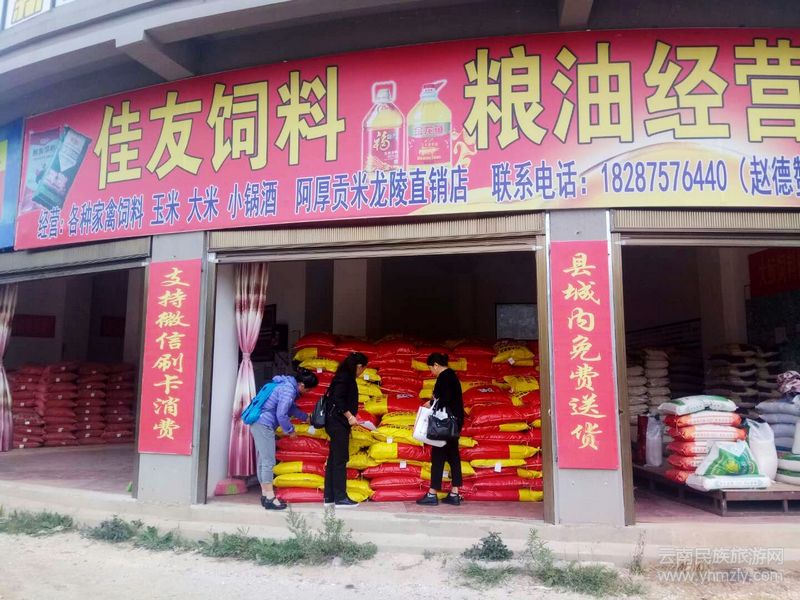 佳友饲料
粮油经营
福
经营：各种家禽饲料 玉米 大米 小锅酒 阿厚贡米龙陵直销店 联系电话：18287576440（赵德
支持微信刷卡消费
县城内免费送货
云南民族旅游网
www.ynmzly.com